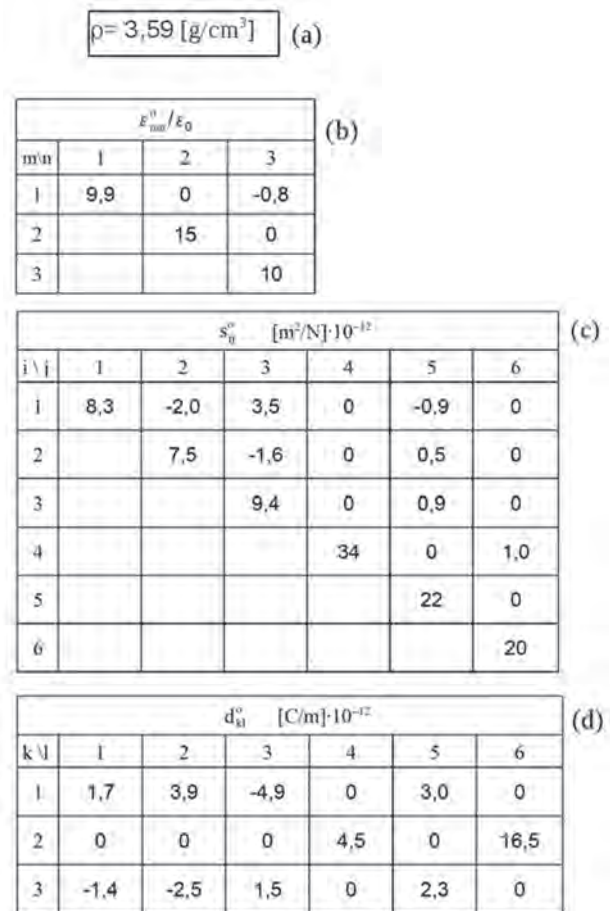 ρ= 3,59 [g/cm³] (a)
ε⁰ₘₙ/ε₀ (b)
m\n 1 2 3
1 9,9 0 -0,8
2 15 0
3 10
s⁰ᵢⱼ [m²/N]·10⁻¹² (c)
i \ j 1 2 3 4 5 6
1 8,3 -2,0 3,5 0 -0,9 0
2 7,5 -1,6 0 0,5 0
3 9,4 0 0,9 0
4 34 0 1,0
5 22 0
6 20
d⁰ₖₗ [C/m]·10⁻¹² (d)
k \ l 1 2 3 4 5 6
1 1,7 3,9 -4,9 0 3,0 0
2 0 0 0 4,5 0 16,5
3 -1,4 -2,5 1,5 0 2,3 0